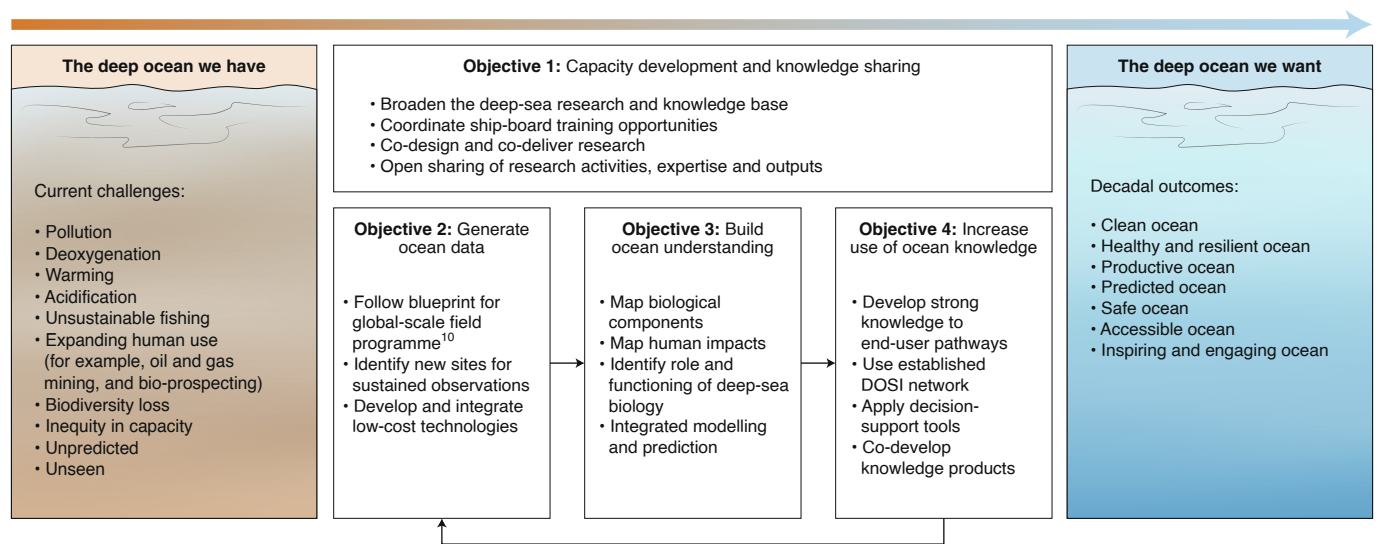 The deep ocean we have
Current challenges:
• Pollution
• Deoxygenation
• Warming
• Acidification
• Unsustainable fishing
• Expanding human use
(for example, oil and gas
mining, and bio-prospecting)
• Biodiversity loss
• Inequity in capacity
• Unpredicted
• Unseen
Objective 1: Capacity development and knowledge sharing
• Broaden the deep-sea research and knowledge base
• Coordinate ship-board training opportunities
• Co-design and co-deliver research
• Open sharing of research activities, expertise and outputs
Objective 2: Generate
ocean data
• Follow blueprint for
global-scale field
programme10
• Identify new sites for
sustained observations
• Develop and integrate
low-cost technologies
Objective 3: Build
ocean understanding
• Map biological
components
• Map human impacts
• Identify role and
functioning of deep-sea
biology
• Integrated modelling
and prediction
Objective 4: Increase
use of ocean knowledge
• Develop strong
knowledge to
end-user pathways
• Use established
DOSI network
• Apply decision-
support tools
• Co-develop
knowledge products
The deep ocean we want
Decadal outcomes:
• Clean ocean
• Healthy and resilient ocean
• Productive ocean
• Predicted ocean
• Safe ocean
• Accessible ocean
• Inspiring and engaging ocean